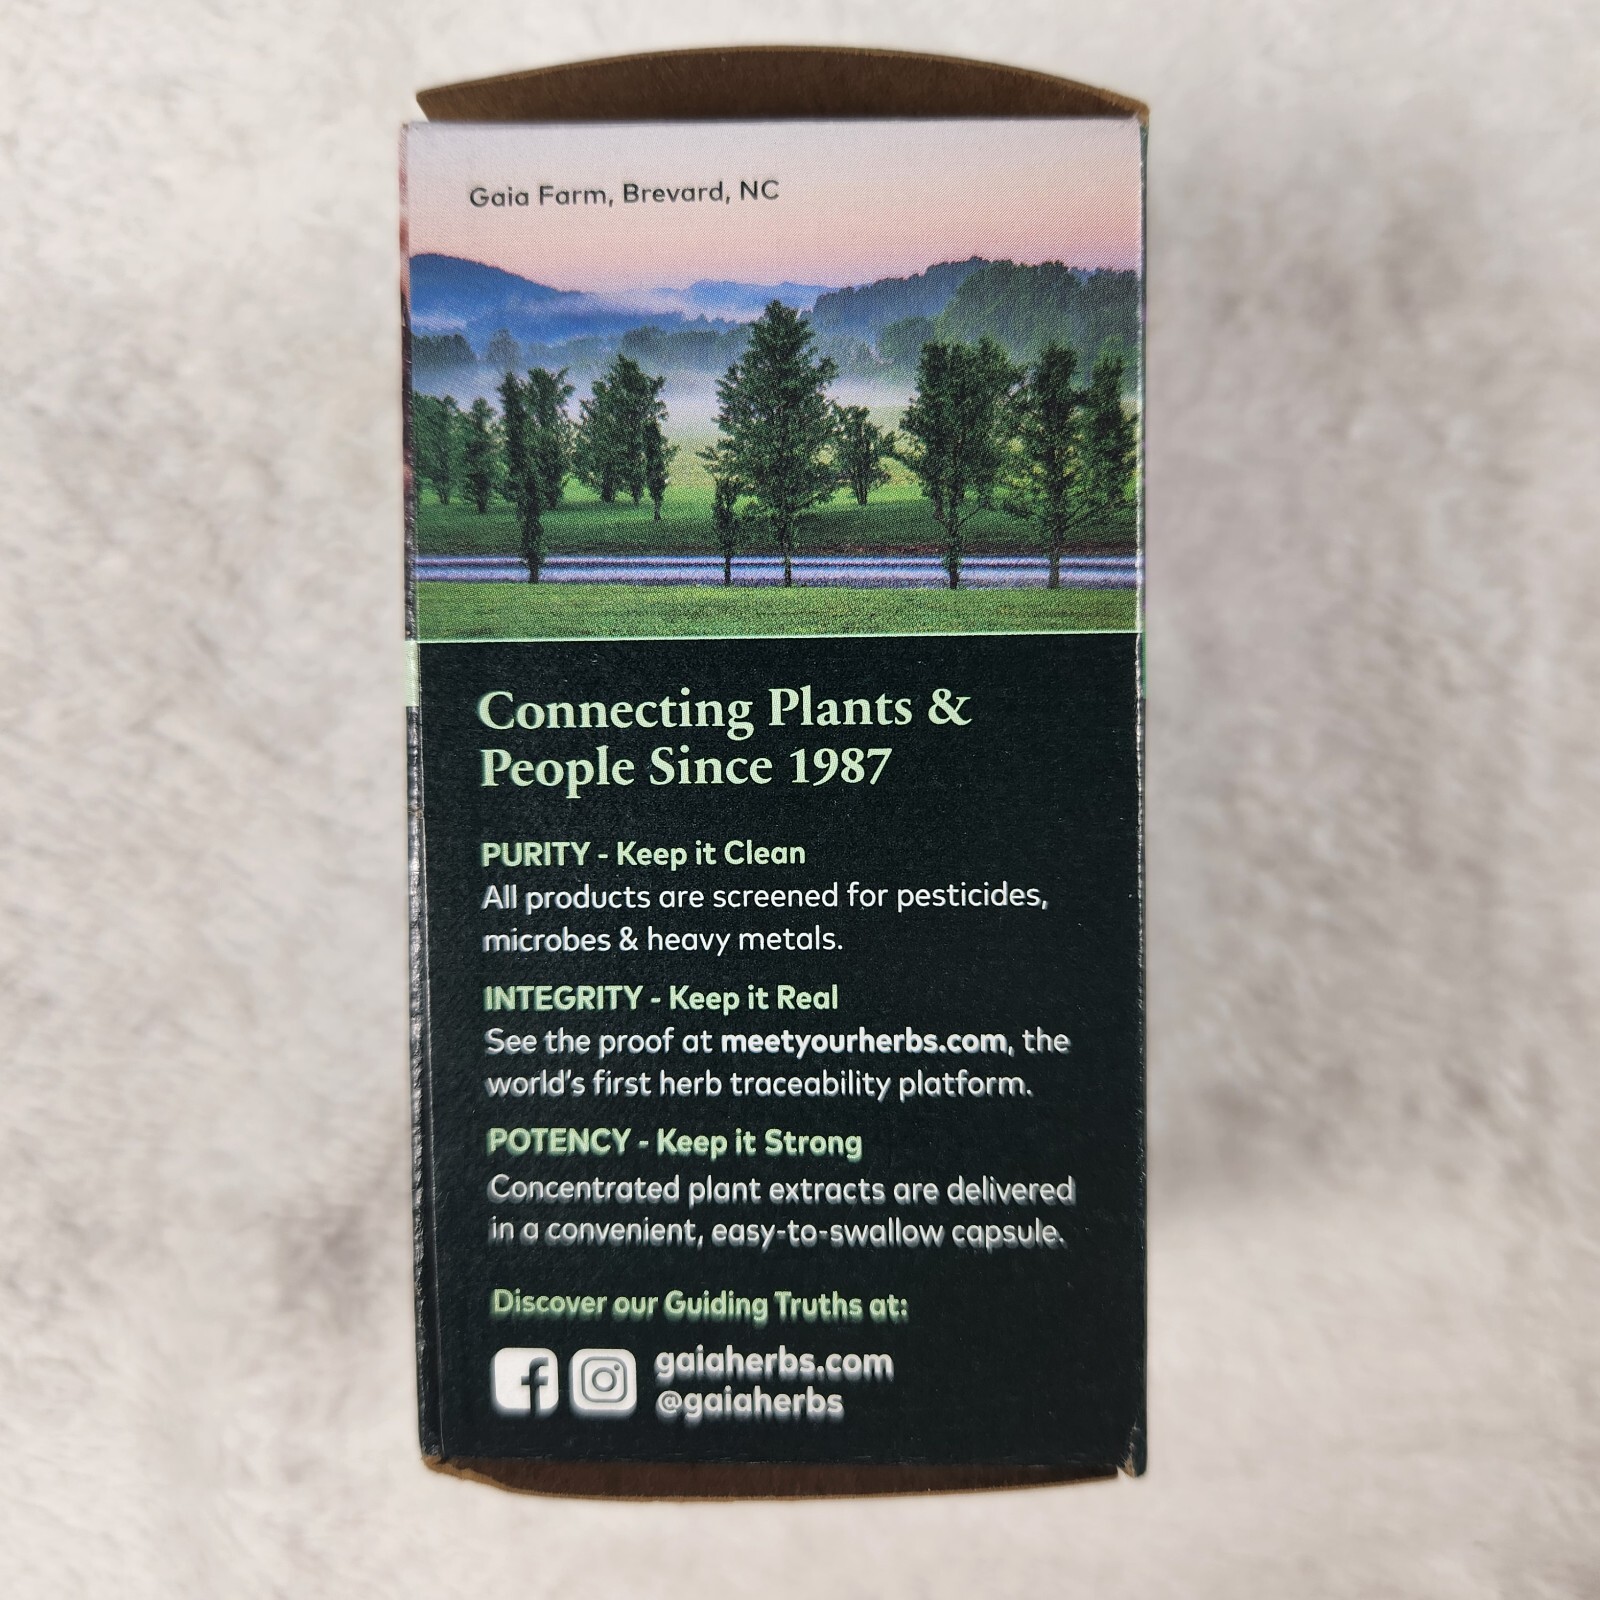 Gaia Farm, Brevard, NC
Connecting Plants &
People Since 1987
PURITY - Keep it Clean
All products are screened for pesticides,
microbes & heavy metals.
INTEGRITY - Keep it Real
See the proof at meetyourherbs.com, the
world's first herb traceability platform.
POTENCY - Keep it Strong
Concentrated plant extracts are delivered
in a convenient, easy-to-swallow capsule.
Discover our Guiding Truths at:
gaiaherbs.com
@gaiaherbs